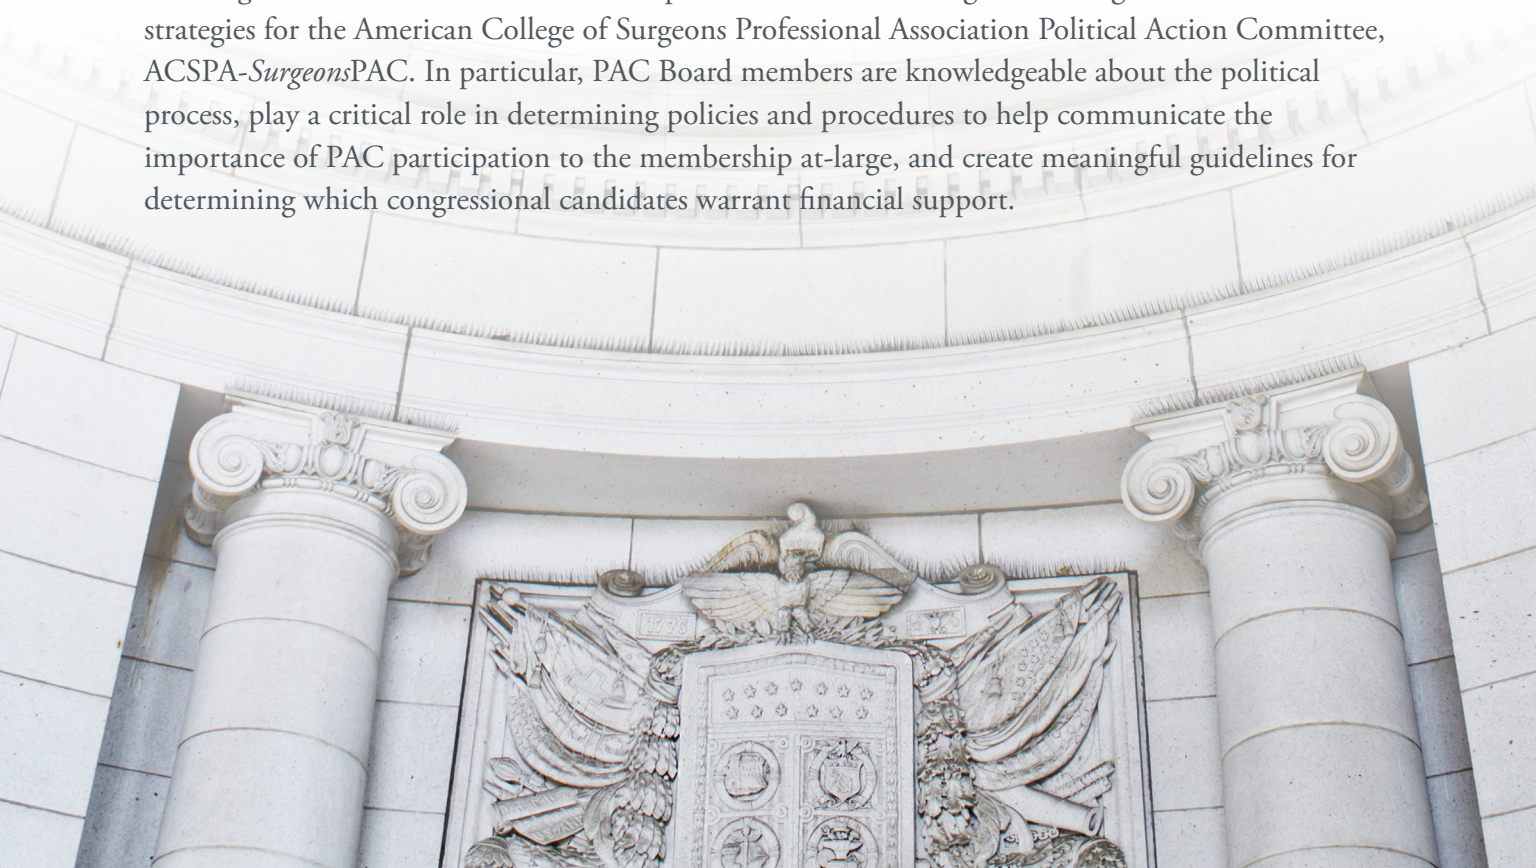 strategies for the American College of Surgeons Professional Association Political Action Committee,
ACSPA-SurgeonsPAC. In particular, PAC Board members are knowledgeable about the political
process, play a critical role in determining policies and procedures to help communicate the
importance of PAC participation to the membership at-large, and create meaningful guidelines for
determining which congressional candidates warrant financial support.
1776